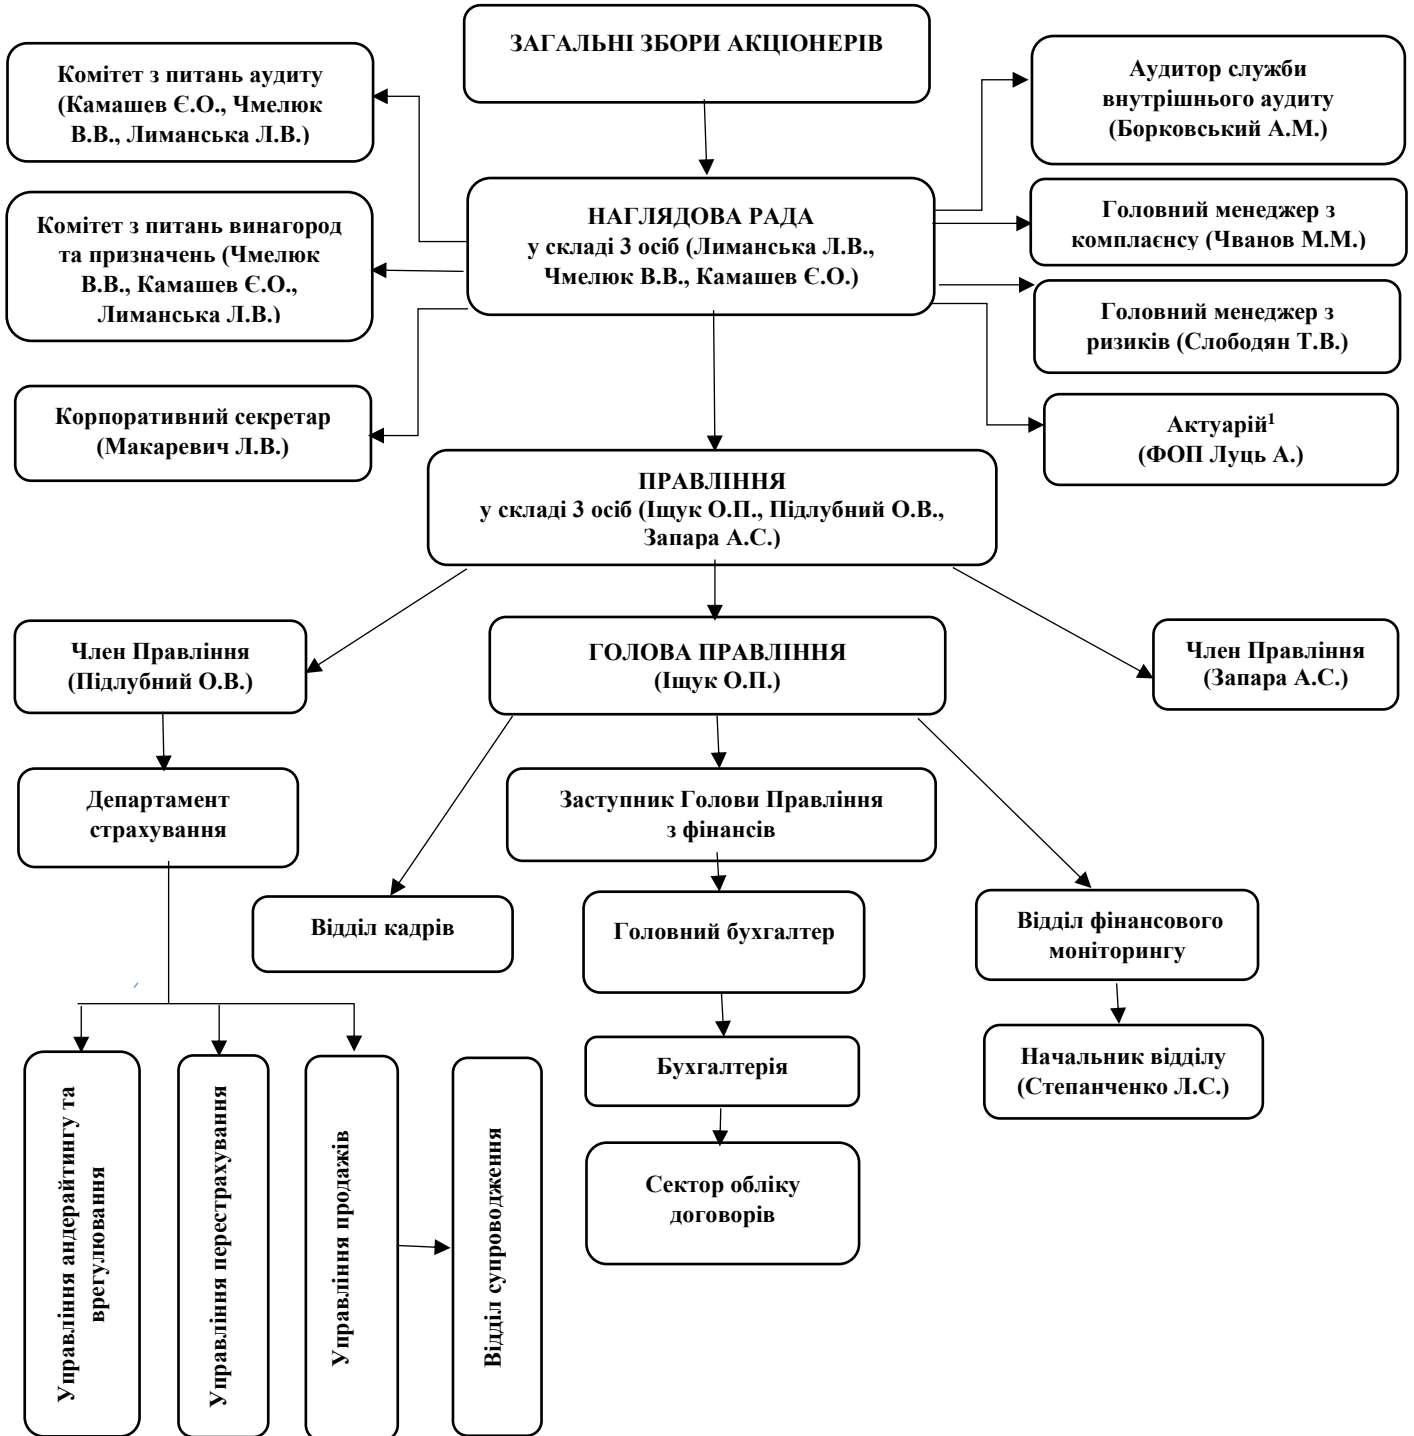 ЗАГАЛЬНІ ЗБОРИ АКЦІОНЕРІВ
Комітет з питань аудиту
(Камашев Є.О., Чмелюк
В.В., Лиманська Л.В.)
Аудитор служби
внутрішнього аудиту
(Борковський А.М.)
НАГЛЯДОВА РАДА
у складі 3 осіб (Лиманська Л.В.,
Чмелюк В.В., Камашев Є.О.)
Комітет з питань винагород
та призначень (Чмелюк
В.В., Камашев Є.О.,
Лиманська Л.В.)
Головний менеджер з
комплаєнсу (Чванов М.М.)
Головний менеджер з
ризиків (Слободян Т.В.)
Корпоративний секретар
(Макаревич Л.В.)
Актуарій¹
(ФОП Луць А.)
ПРАВЛІННЯ
у складі 3 осіб (Іщук О.П., Підлубний О.В.,
Запара А.С.)
Член Правління
(Підлубний О.В.)
ГОЛОВА ПРАВЛІННЯ
(Іщук О.П.)
Член Правління
(Запара А.С.)
Департамент
страхування
Заступник Голови Правління
з фінансів
Відділ кадрів
Головний бухгалтер
Відділ фінансового
моніторингу
Бухгалтерія
Начальник відділу
(Степанченко Л.С.)
Сектор обліку
договорів
Управління андерайтингу та
врегулювання
Управління перестрахування
Управління продажів
Відділ супроводження